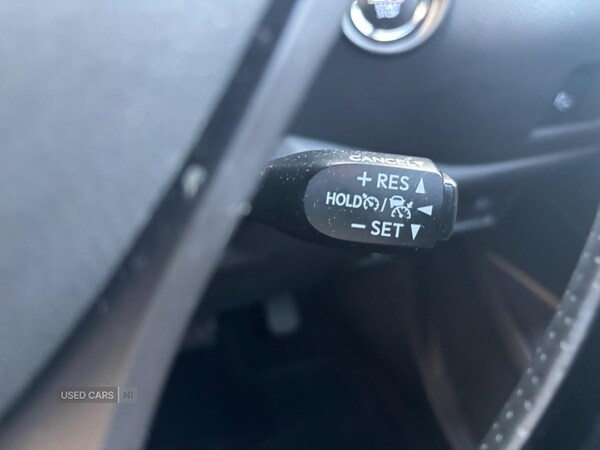 CANCEL
+ RES
HOLD /
- SET
USED CARS NI